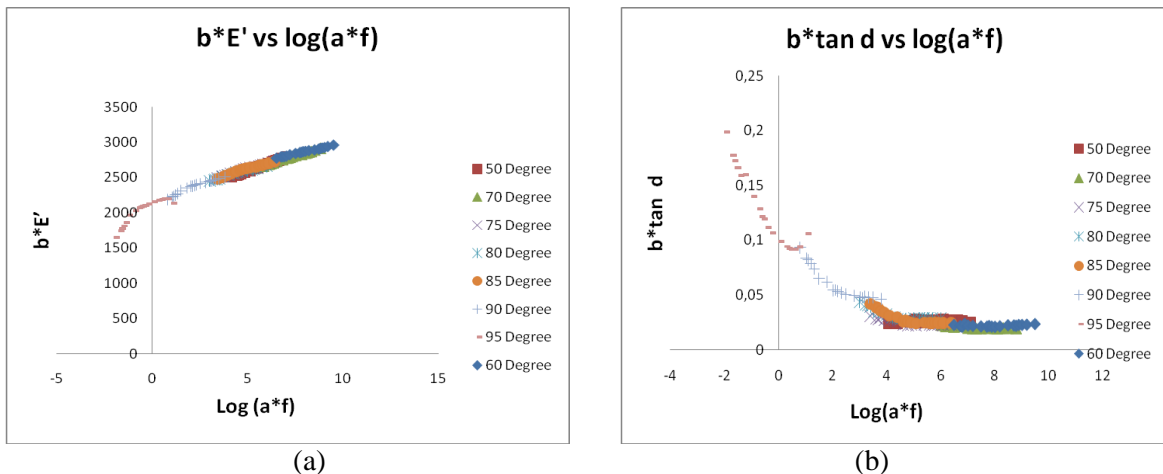 b*E' vs log(a*f)
3500
3000
2500
2000
1500
1000
500
0
-5
0
5
10
15
b*E'
Log (a*f)
50 Degree
70 Degree
75 Degree
80 Degree
85 Degree
90 Degree
95 Degree
60 Degree
(a)
b*tan d vs log(a*f)
0,25
0,2
0,15
0,1
0,05
0
-4
-2
0
2
4
6
8
10
12
b*tan d
Log(a*f)
50 Degree
70 Degree
75 Degree
80 Degree
85 Degree
90 Degree
95 Degree
60 Degree
(b)